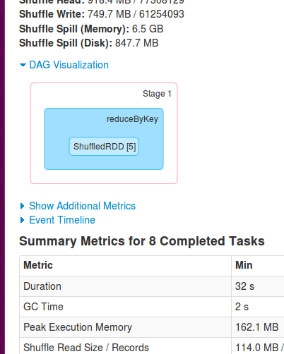 Shuffle Read: 918.4 MB / 77308129
Shuffle Write: 749.7 MB / 61254093
Shuffle Spill (Memory): 6.5 GB
Shuffle Spill (Disk): 847.7 MB
DAG Visualization
Stage 1
reduceByKey
ShuffledRDD [5]
Show Additional Metrics
Event Timeline
Summary Metrics for 8 Completed Tasks
Metric Min
Duration 32 s
GC Time 2 s
Peak Execution Memory 162.1 MB
Shuffle Read Size / Records 114.0 MB /